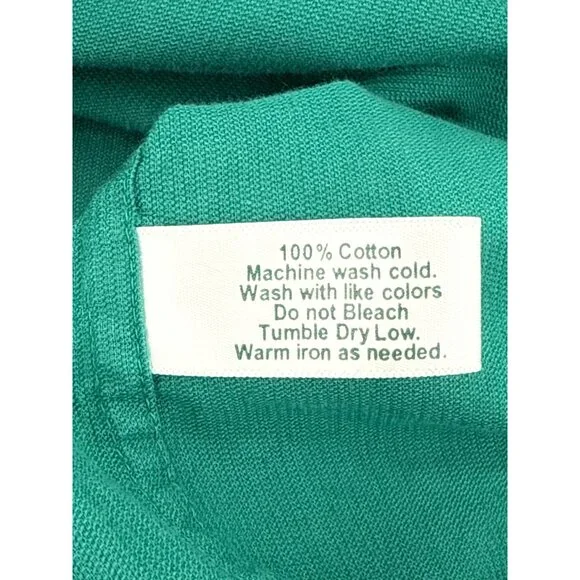 100% Cotton
Machine wash cold.
Wash with like colors
Do not Bleach
Tumble Dry Low.
Warm iron as needed.